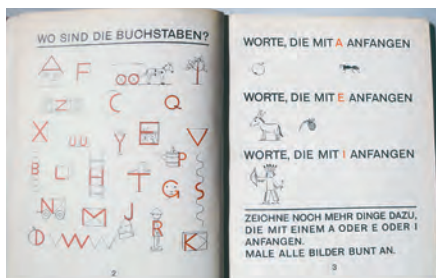 WO SIND DIE BUCHSTABEN?
A F T
Z C Q
X Y E V
B L H T G S
N M J R K
D W
2
WORTE, DIE MIT A ANFANGEN
WORTE, DIE MIT E ANFANGEN
WORTE, DIE MIT I ANFANGEN
ZEICHNE NOCH MEHR DINGE DAZU,
DIE MIT EINEM A ODER E ODER I
ANFANGEN.
MALE ALLE BILDER BUNT AN.
3